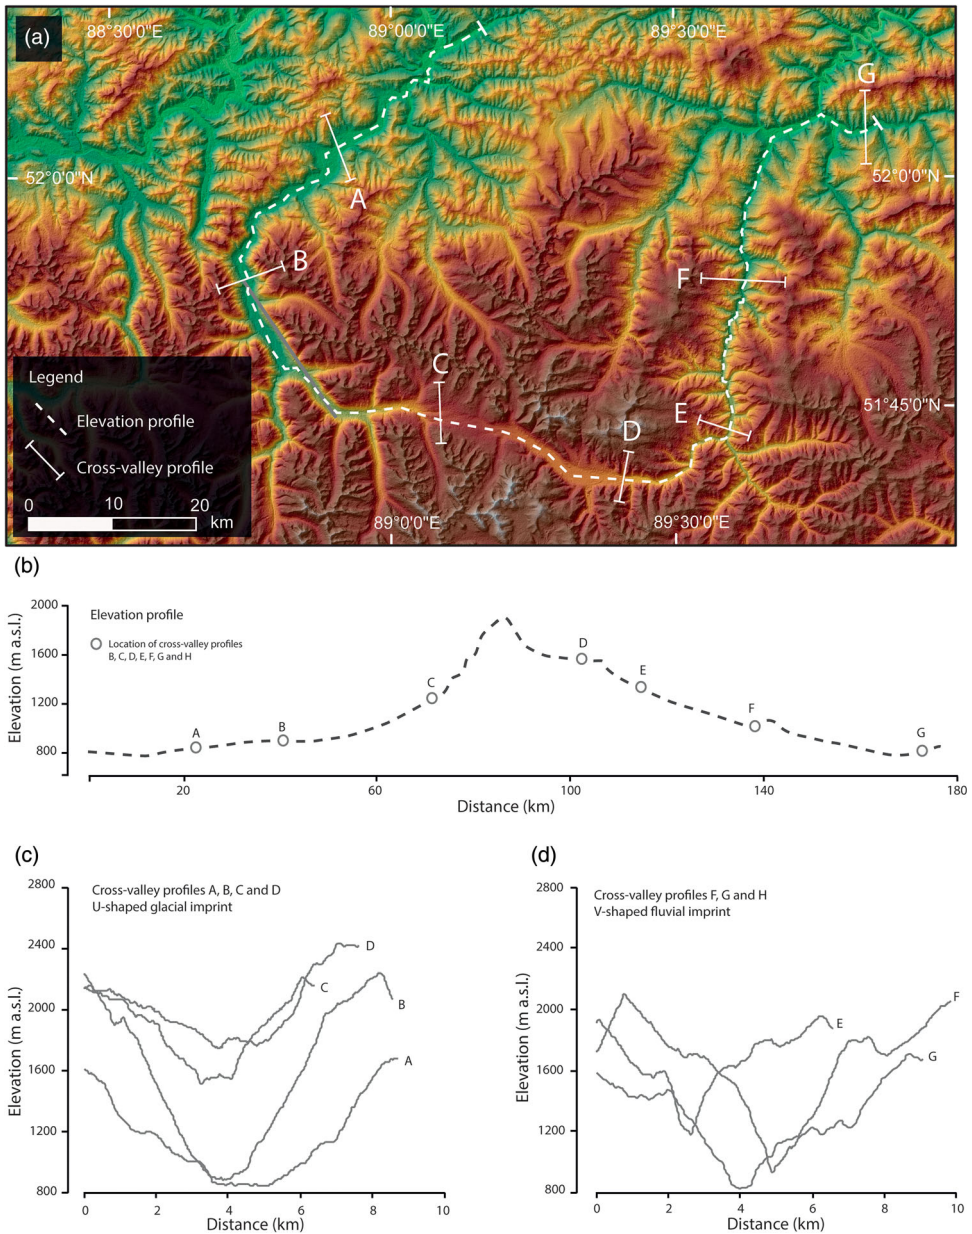 (a)
88°30'0"E
89°00'0"E
89°30'0"E
G
A
52°0'0"N
52°0'0"N
B
F
C
51°45'0"N
E
D
Legend
Elevation profile
Cross-valley profile
0 10 20
km
89°0'0"E
89°30'0"E
(b)
Elevation (m a.s.l.)
2000
1600
1200
800
Elevation profile
Location of cross-valley profiles
B, C, D, E, F, G and H
A
B
C
D
E
F
G
20 60 100 140 180
Distance (km)
(c)
Elevation (m a.s.l.)
2800
2400
2000
1600
1200
800
Cross-valley profiles A, B, C and D
U-shaped glacial imprint
D
C
B
A
0 2 4 6 8 10
Distance (km)
(d)
Elevation (m a.s.l.)
2800
2400
2000
1600
1200
800
Cross-valley profiles F, G and H
V-shaped fluvial imprint
F
E
G
0 2 4 6 8 10
Distance (km)